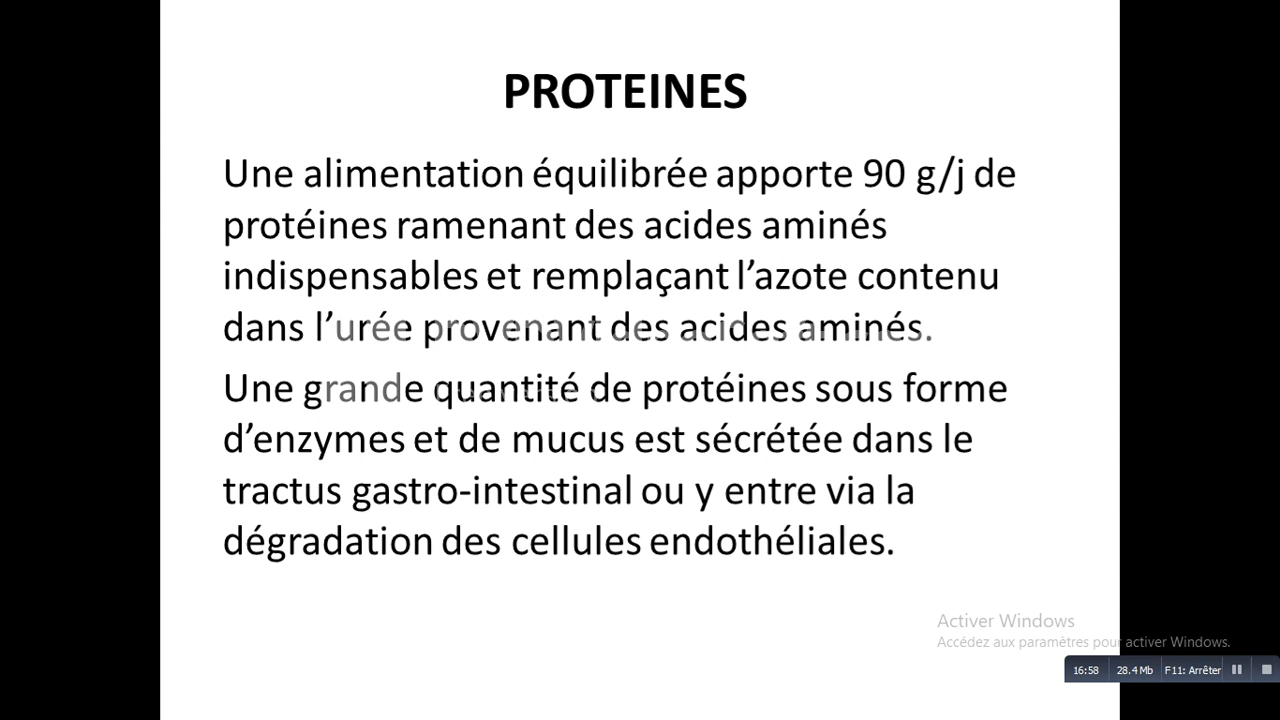 PROTEINES
Une alimentation équilibrée apporte 90 g/j de
protéines ramenant des acides aminés
indispensables et remplaçant l’azote contenu
dans l’urée provenant des acides aminés.
Une grande quantité de protéines sous forme
d’enzymes et de mucus est sécrétée dans le
tractus gastro-intestinal ou y entre via la
dégradation des cellules endothéliales.
Activer Windows
Accédez aux paramètres pour activer Windows.
16:58 28.4 Mb F11: Arrêter